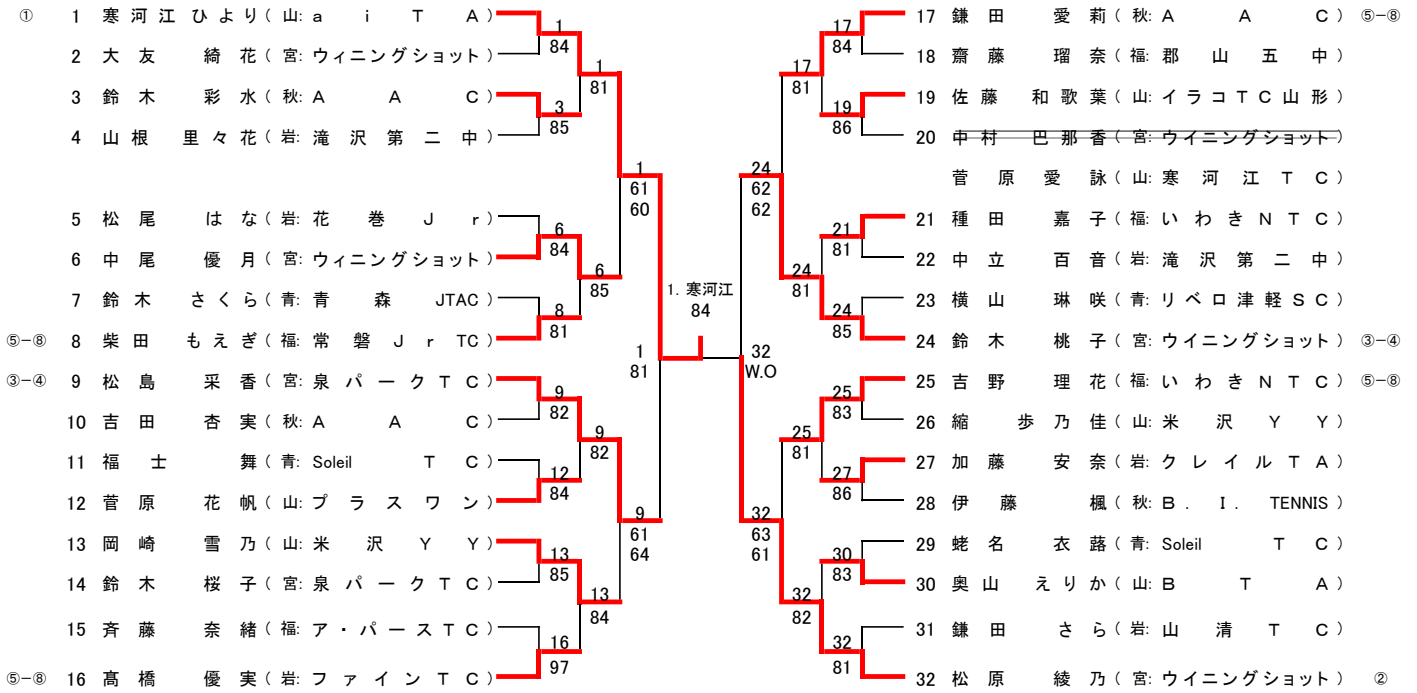 ① 1 寒河江 ひより ( 山: a i T A )
2 大友 綺花 ( 宮: ウィニングショット )
3 鈴木 彩水 ( 秋: A A C )
4 山根 里々花 ( 岩: 滝沢第二中 )
5 松尾 はな ( 岩: 花巻 J r )
6 中尾 優月 ( 宮: ウィニングショット )
7 鈴木 さくら ( 青: 青森 JTAC )
⑤-⑧ 8 柴田 もえぎ ( 福: 常磐 J r TC )
③-④ 9 松島 采香 ( 宮: 泉パークTC )
10 吉田 杏実 ( 秋: A A C )
11 福士 舞 ( 青: Soleil T C )
12 菅原 花帆 ( 山: プラスワン )
13 岡崎 雪乃 ( 山: 米沢 Y Y )
14 鈴木 桜子 ( 宮: 泉パークTC )
15 斉藤 奈緒 ( 福: ア・パースTC )
⑤-⑧ 16 髙橋 優実 ( 岩: ファインTC )
1
84
3
85
6
84
8
81
9
82
12
84
13
85
16
97
1
81
6
85
9
82
13
84
1
61
60
9
61
64
1
81
1. 寒河江
84
32
W.O
24
62
62
32
63
61
17
81
24
81
25
81
32
82
17
84
19
86
21
81
24
85
25
83
27
86
30
83
32
81
17 鎌田 愛莉 ( 秋: A A C ) ⑤-⑧
18 齋藤 瑠奈 ( 福: 郡山五中 )
19 佐藤 和歌葉 ( 山: イラコTC山形 )
20 中村 巴那香 ( 宮: ウイニングショット )
菅原 愛詠 ( 山: 寒河江TC )
21 種田 嘉子 ( 福: いわきNTC )
22 中立 百音 ( 岩: 滝沢第二中 )
23 横山 琳咲 ( 青: リベロ津軽SC )
24 鈴木 桃子 ( 宮: ウイニングショット ) ③-④
25 吉野 理花 ( 福: いわきNTC ) ⑤-⑧
26 縮 歩乃佳 ( 山: 米沢 Y Y )
27 加藤 安奈 ( 岩: クレイルTA )
28 伊藤 楓 ( 秋: B . I . TENNIS )
29 蛯名 衣蕗 ( 青: Soleil T C )
30 奥山 えりか ( 山: B T A )
31 鎌田 さら ( 岩: 山清TC )
32 松原 綾乃 ( 宮: ウイニングショット ) ②